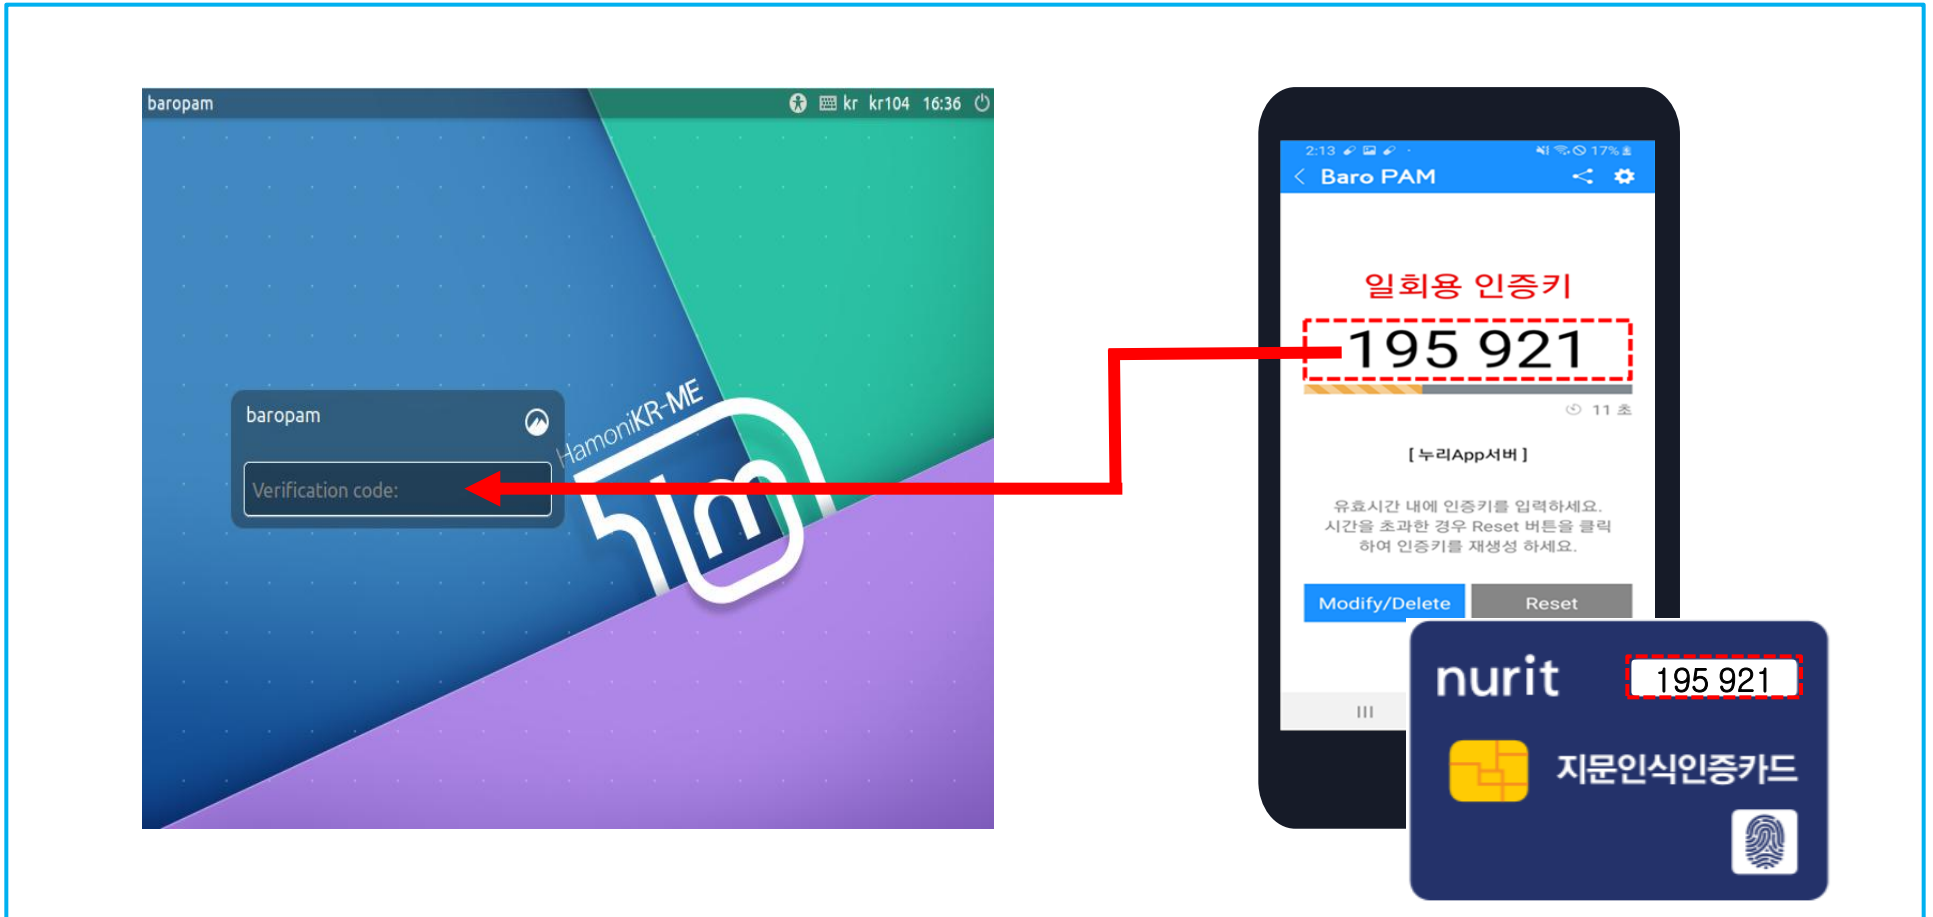 baropam
kr kr104 16:36
baropam
Verification code:
HamoniKR-ME
2:13
17%
Baro PAM
일회용 인증키
195 921
11 초
[ 누리App서버 ]
유효시간 내에 인증키를 입력하세요.
시간을 초과한 경우 Reset 버튼을 클릭
하여 인증키를 재생성 하세요.
Modify/Delete
Reset
nurit
195 921
지문인식인증카드